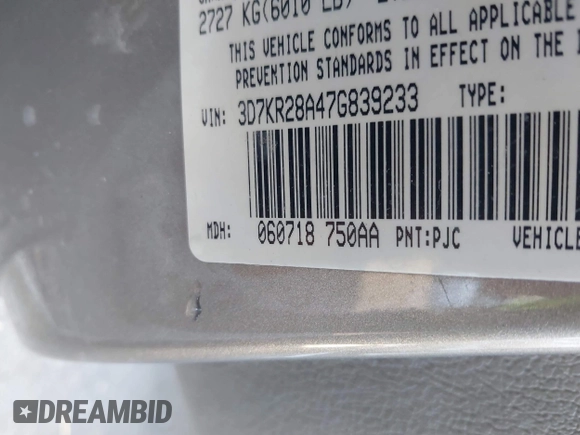 2727 KG(6010 LB)
THIS VEHICLE CONFORMS TO ALL APPLICABLE
PREVENTION STANDARDS IN EFFECT ON THE
VIN: 3D7KR28A47G839233 TYPE:
MDH: 060718 750AA PNT:PJC VEHICLE
DREAMBID